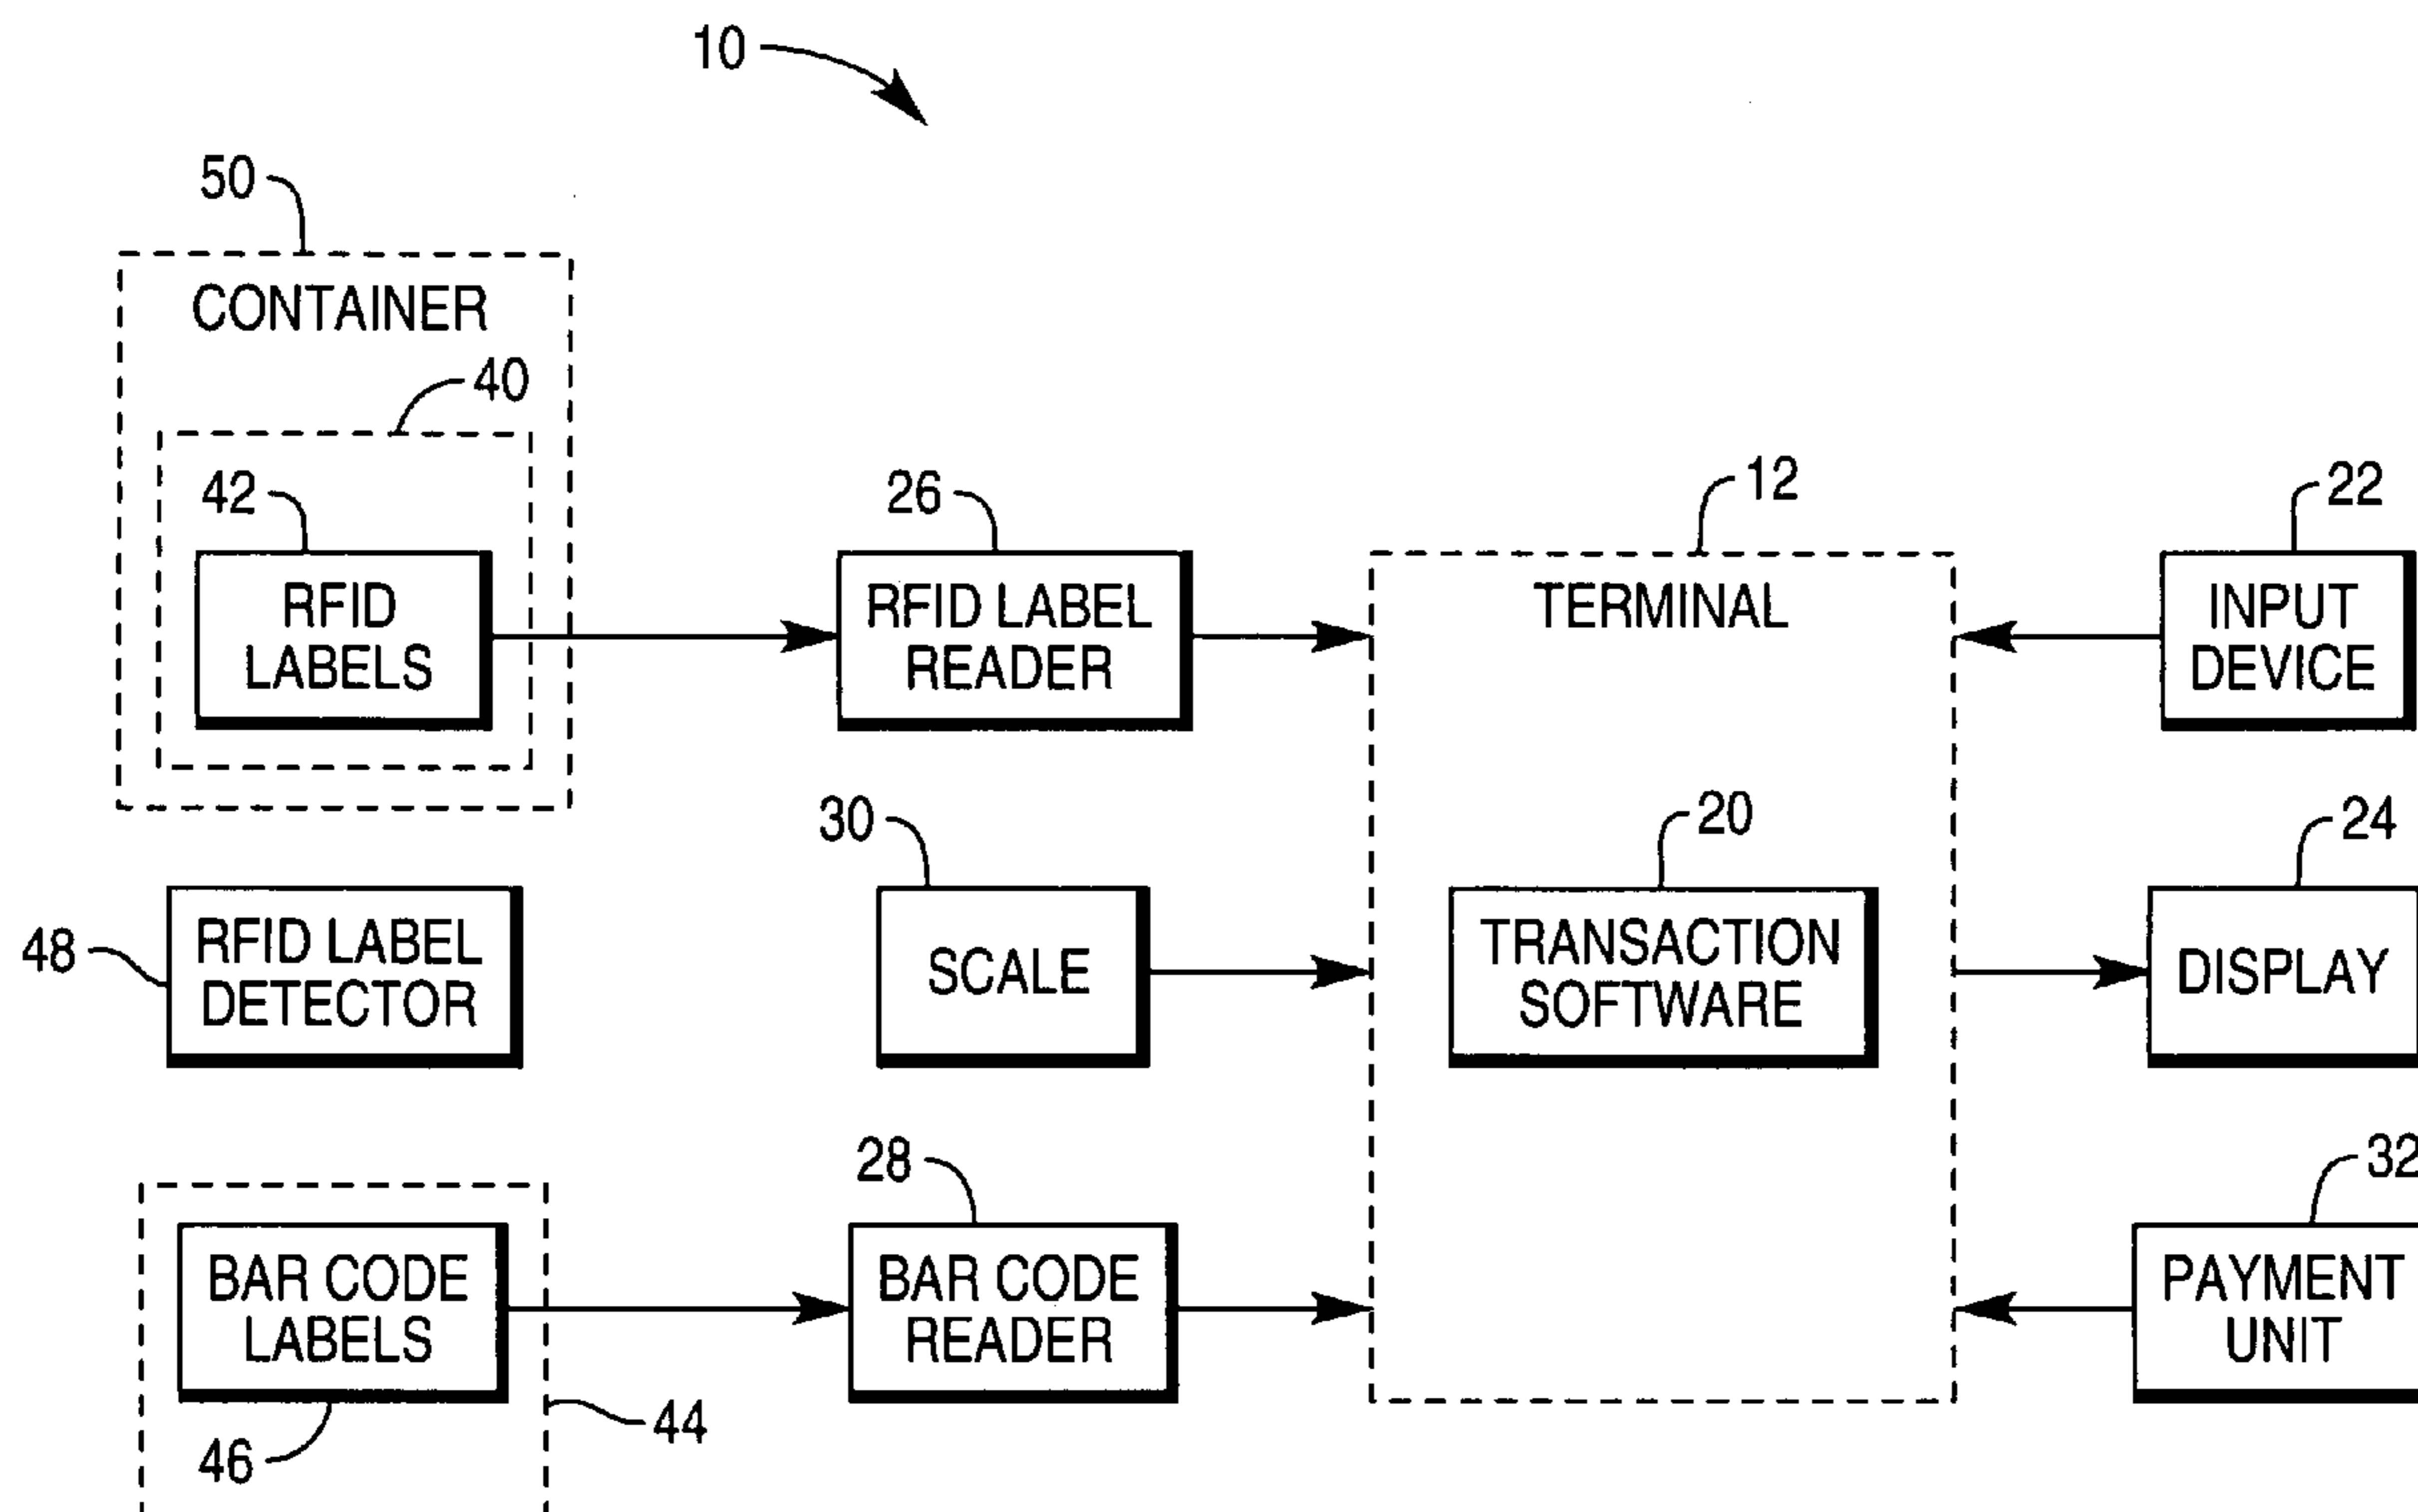 10
50
CONTAINER
40
42
RFID
LABELS
26
RFID LABEL
READER
12
TERMINAL
22
INPUT
DEVICE
30
SCALE
20
TRANSACTION
SOFTWARE
24
DISPLAY
48
RFID LABEL
DETECTOR
28
BAR CODE
READER
32
PAYMENT
UNIT
BAR CODE
LABELS
46
44